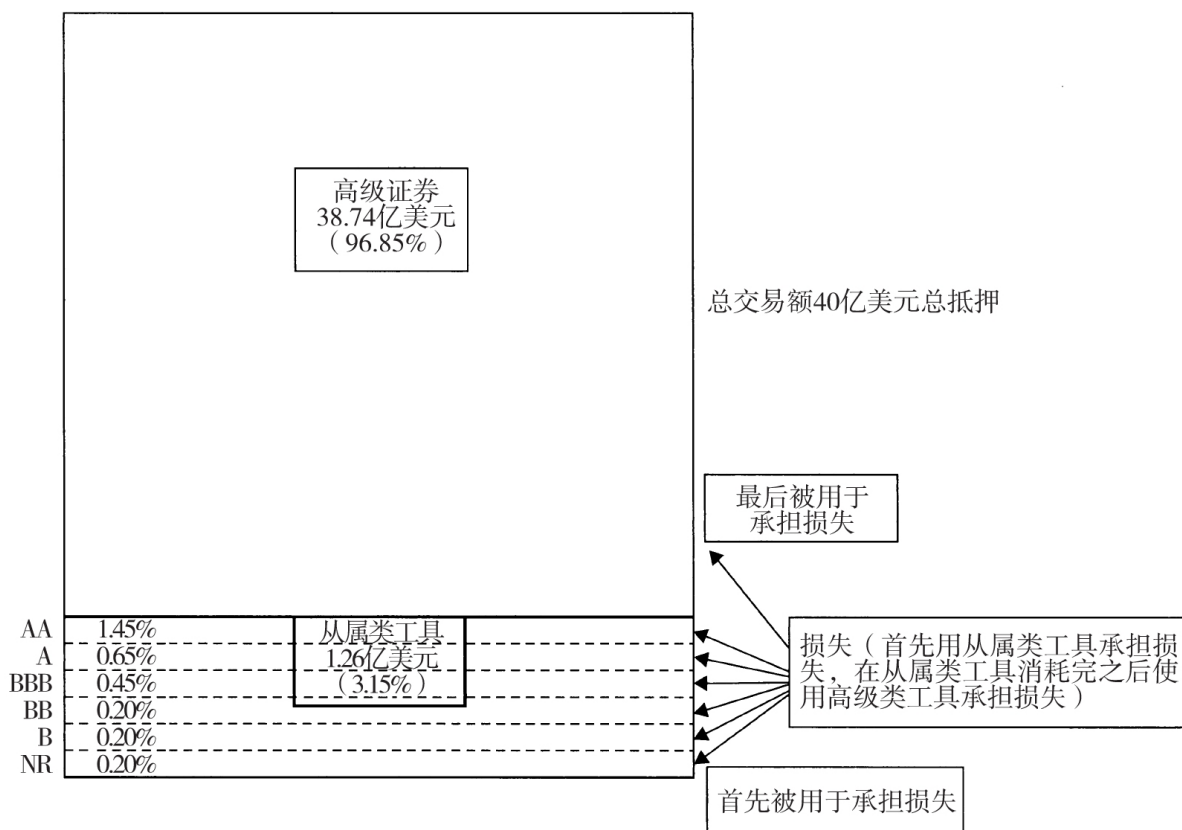 高级证券
38.74亿美元
（96.85%）
总交易额40亿美元总抵押
最后被用于
承担损失
AA 1.45%
A 0.65%
BBB 0.45%
BB 0.20%
B 0.20%
NR 0.20%
从属类工具
1.26亿美元
（3.15%）
损失（首先用从属类工具承担损
失，在从属类工具消耗完之后使
用高级类工具承担损失）
首先被用于承担损失